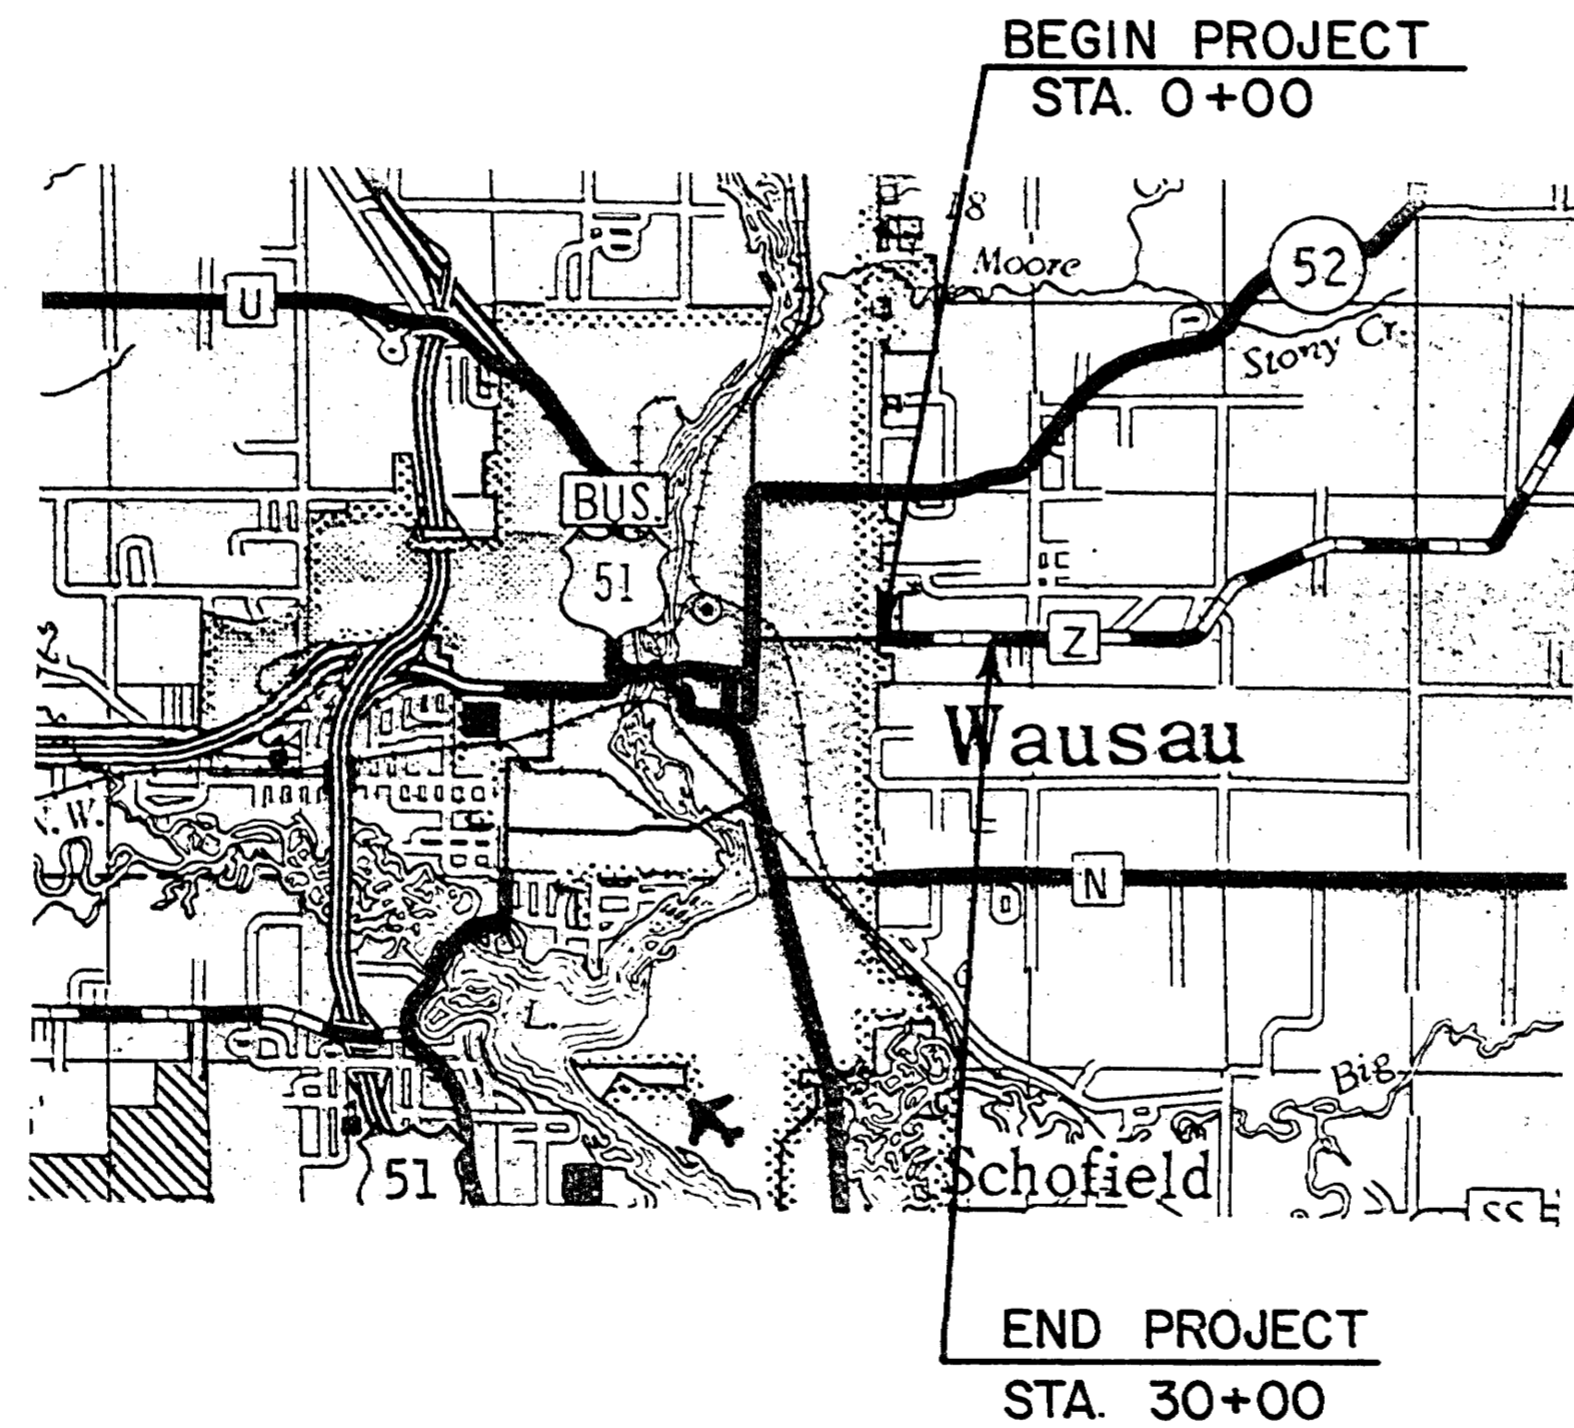 BEGIN PROJECT
STA. 0+00
18
Moore
52
U
Stony Cr.
BUS.
51
Z
Wausau
W.
N
L.
Big
51
Schofield
END PROJECT
STA. 30+00